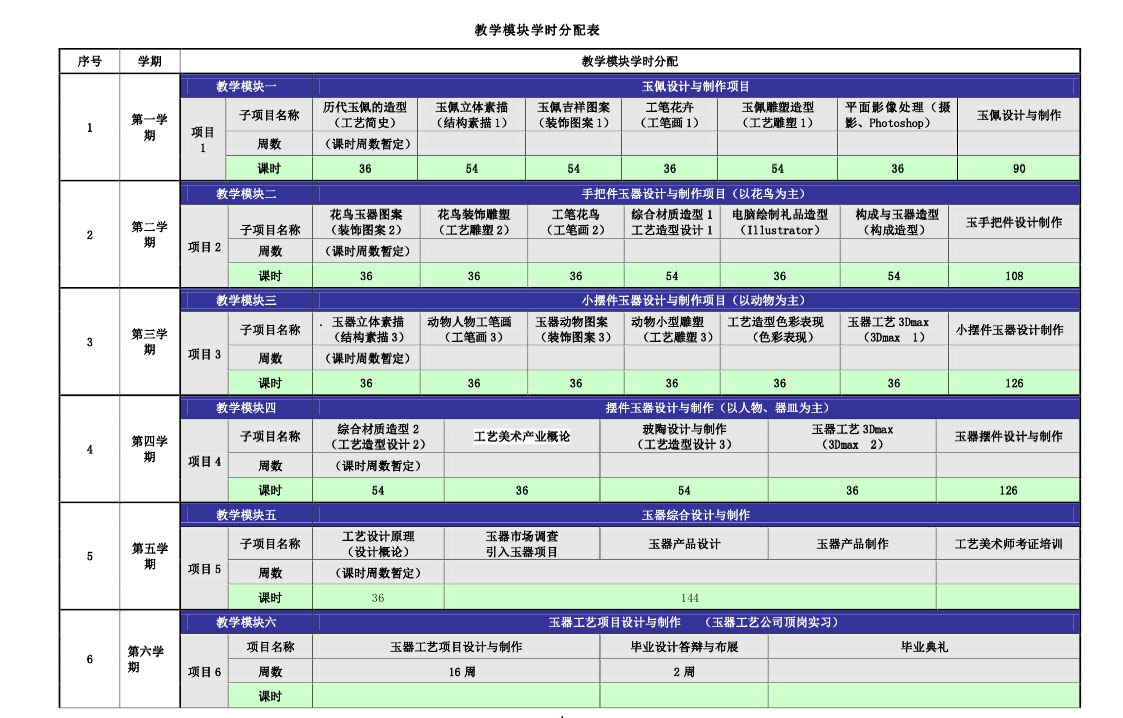 教学模块学时分配表
序号 学期 教学模块学时分配
教学模块一 玉佩设计与制作项目
1 第一学期 项目1 子项目名称 历代玉佩的造型（工艺简史） 玉佩立体素描（结构素描1） 玉佩吉祥图案（装饰图案1） 工笔花卉（工笔画1） 玉佩雕塑造型（工艺雕塑1） 平面影像处理（摄影、Photoshop） 玉佩设计与制作
周数 （课时周数暂定）
课时 36 54 54 36 54 36 90
教学模块二 手把件玉器设计与制作项目（以花鸟为主）
2 第二学期 项目2 子项目名称 花鸟玉器图案（装饰图案2） 花鸟装饰雕塑（工艺雕塑2） 工笔花鸟（工笔画2） 综合材质造型1 工艺造型设计1 电脑绘制礼品造型（Illustrator） 构成与玉器造型（构成造型） 玉手把件设计制作
周数 （课时周数暂定）
课时 36 36 36 54 36 54 108
教学模块三 小摆件玉器设计与制作项目（以动物为主）
3 第三学期 项目3 子项目名称 . 玉器立体素描（结构素描3） 动物人物工笔画（工笔画3） 玉器动物图案（装饰图案3） 动物小型雕塑（工艺雕塑3） 工艺造型色彩表现（色彩表现） 玉器工艺3Dmax（3Dmax 1） 小摆件玉器设计制作
周数 （课时周数暂定）
课时 36 36 36 36 36 36 126
教学模块四 摆件玉器设计与制作（以人物、器皿为主）
4 第四学期 项目4 子项目名称 综合材质造型2（工艺造型设计2） 工艺美术产业概论 玻陶设计与制作（工艺造型设计3） 玉器工艺3Dmax（3Dmax 2） 玉器摆件设计与制作
周数 （课时周数暂定）
课时 54 36 54 36 126
教学模块五 玉器综合设计与制作
5 第五学期 项目5 子项目名称 工艺设计原理（设计概论） 玉器市场调查 引入玉器项目 玉器产品设计 玉器产品制作 工艺美术师考证培训
周数 （课时周数暂定）
课时 36 144
教学模块六 玉器工艺项目设计与制作 （玉器工艺公司顶岗实习）
6 第六学期 项目6 项目名称 玉器工艺项目设计与制作 毕业设计答辩与布展 毕业典礼
周数 16周 2周
课时